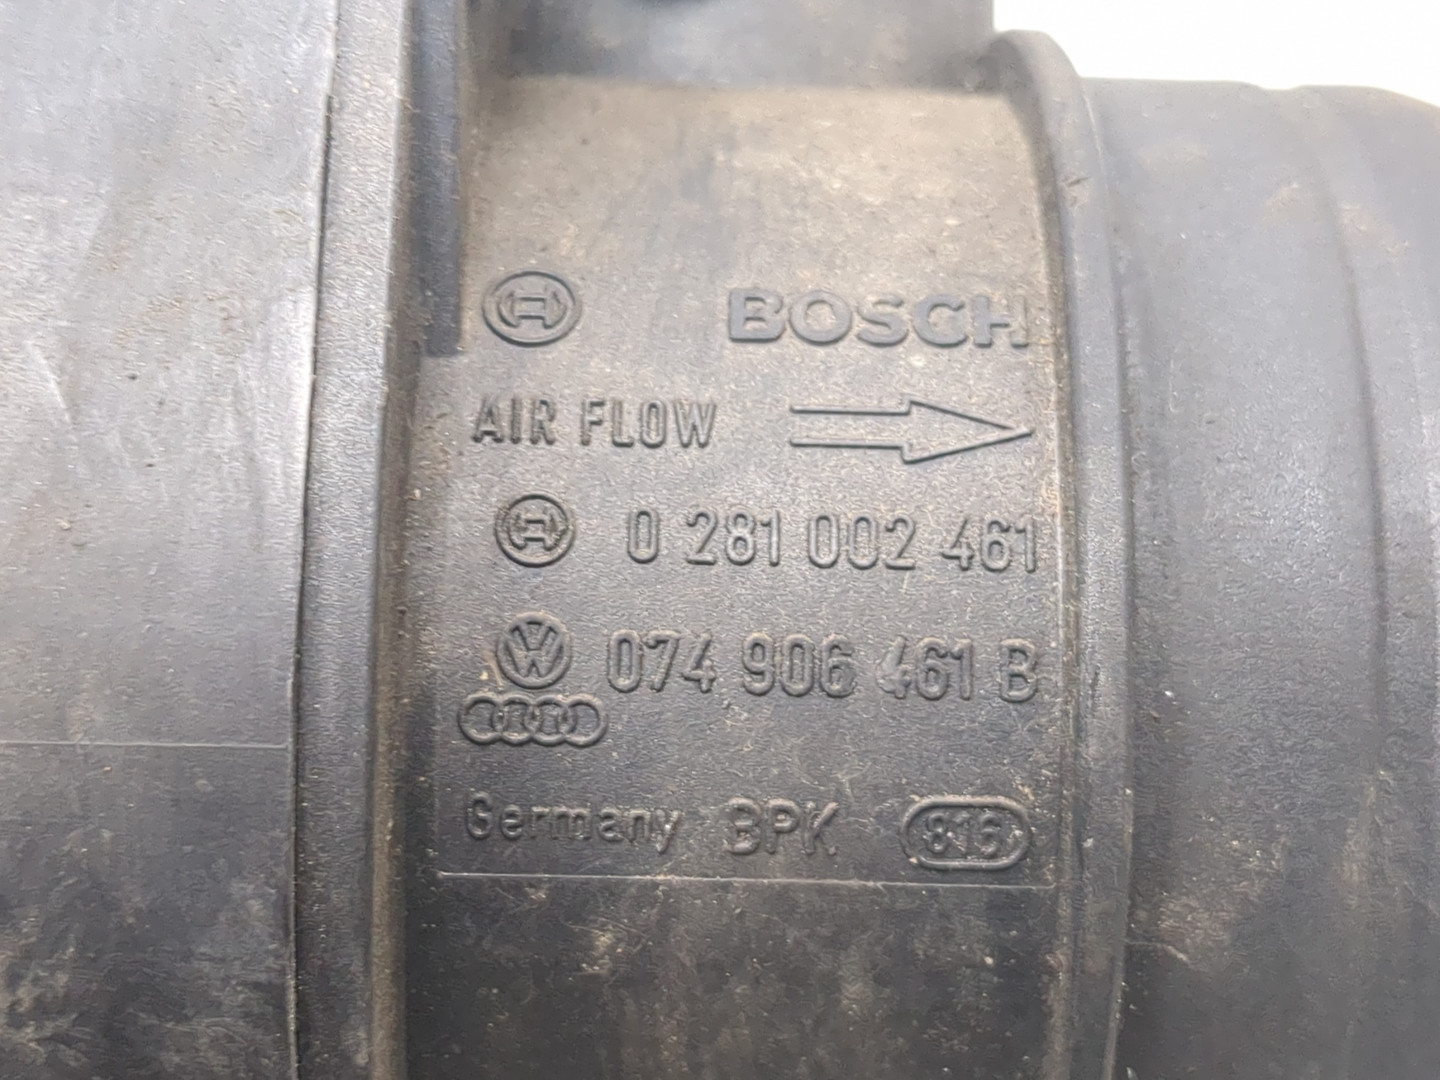 BOSCH
AIR FLOW
0 281 002 461
074 906 461 B
Germany BPK 816